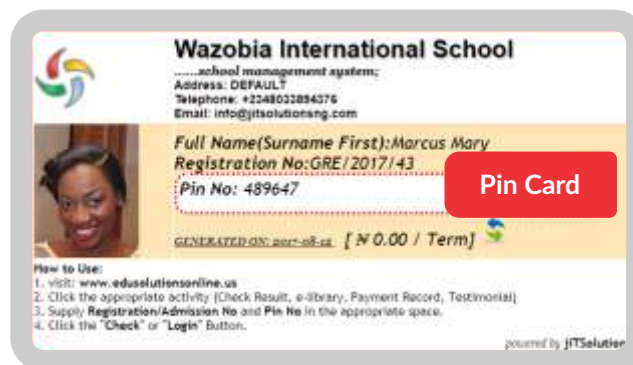 Wazobia International School
......school management system;
Address: DEFAULT
Telephone: +2348033894376
Email: info@jitsolutionsng.com
Full Name(Surname First):Marcus Mary
Registration No:GRE/2017/43
Pin No: 489647
Pin Card
GENERATED ON: 2017-08-12 [ ₦ 0.00 / Term]
How to Use:
1. visit: www.edusolutionsonline.us
2. Click the appropriate activity (Check Result, e-library, Payment Record, Testimonial)
3. Supply Registration/Admission No and Pin No in the appropriate space.
4. Click the "Check" or "Login" Button.
powered by jITSolution